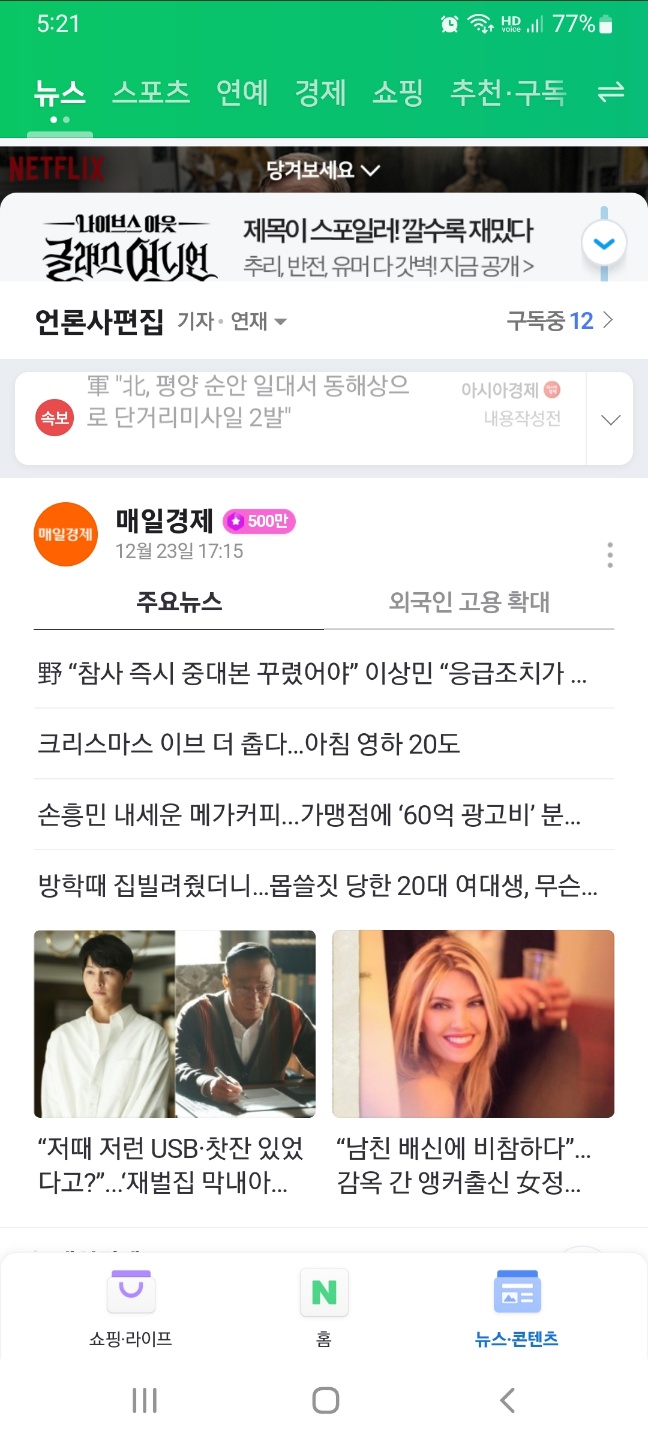 5:21
HD
voice
77%
뉴스 스포츠 연예 경제 쇼핑 추천·구독
NETFLIX
당겨보세요
나이브스 아웃
글래스 어니언
제목이 스포일러! 깔수록 재밌다
추리, 반전, 유머 다 갓벽! 지금 공개 >
언론사편집 기자· 연재
구독중 12
속보
軍 "北, 평양 순안 일대서 동해상으
로 단거리미사일 2발"
아시아경제
내용작성전
매일경제
매일경제 500만
12월 23일 17:15
주요뉴스 외국인 고용 확대
野 “참사 즉시 중대본 꾸렸어야” 이상민 “응급조치가 ...
크리스마스 이브 더 춥다...아침 영하 20도
손흥민 내세운 메가커피...가맹점에 ‘60억 광고비’ 분...
방학때 집빌려줬더니...몹쓸짓 당한 20대 여대생, 무슨...
“저때 저런 USB·찻잔 있었
다고?”...‘재벌집 막내아...
“남친 배신에 비참하다”...
감옥 간 앵커출신 女정...
쇼핑·라이프
N
홈
뉴스·콘텐츠